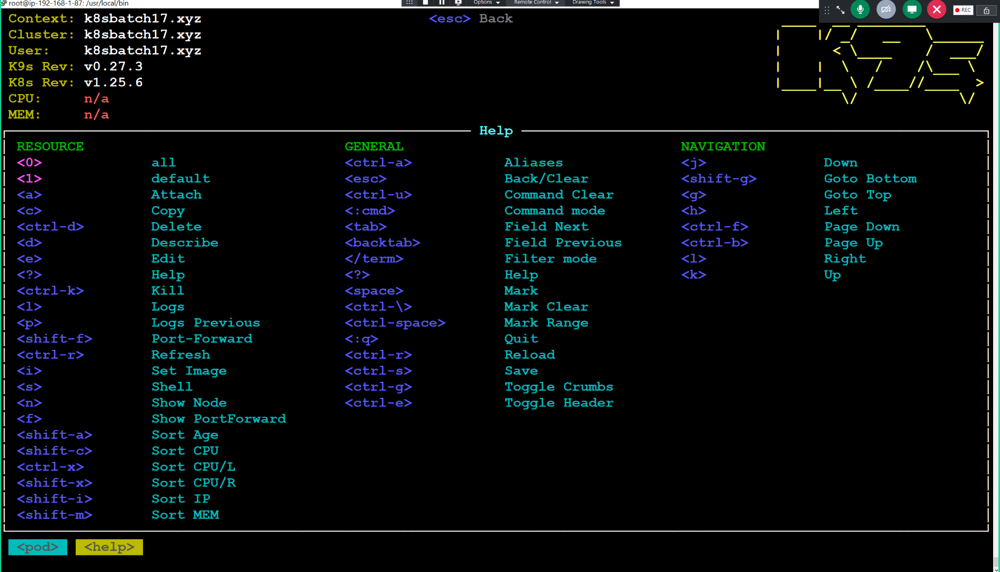 root@ip-192-168-1-87: /usr/local/bin
Options Remote Control Drawing Tools
REC
Context: k8sbatch17.xyz <esc> Back
Cluster: k8sbatch17.xyz
User: k8sbatch17.xyz
K9s Rev: v0.27.3
K8s Rev: v1.25.6
CPU: n/a
MEM: n/a
K9s
Help
RESOURCE GENERAL NAVIGATION
<0> all <ctrl-a> Aliases <j> Down
<1> default <esc> Back/Clear <shift-g> Goto Bottom
<a> Attach <ctrl-u> Command Clear <g> Goto Top
<c> Copy <:cmd> Command mode <h> Left
<ctrl-d> Delete <tab> Field Next <ctrl-f> Page Down
<d> Describe <backtab> Field Previous <ctrl-b> Page Up
<e> Edit </term> Filter mode <l> Right
<?> Help <?> Help <k> Up
<ctrl-k> Kill <space> Mark
<l> Logs <ctrl-\> Mark Clear
<p> Logs Previous <ctrl-space> Mark Range
<shift-f> Port-Forward <:q> Quit
<ctrl-r> Refresh <ctrl-r> Reload
<i> Set Image <ctrl-s> Save
<s> Shell <ctrl-g> Toggle Crumbs
<n> Show Node <ctrl-e> Toggle Header
<f> Show PortForward
<shift-a> Sort Age
<shift-c> Sort CPU
<ctrl-x> Sort CPU/L
<shift-x> Sort CPU/R
<shift-i> Sort IP
<shift-m> Sort MEM
<pod> <help>